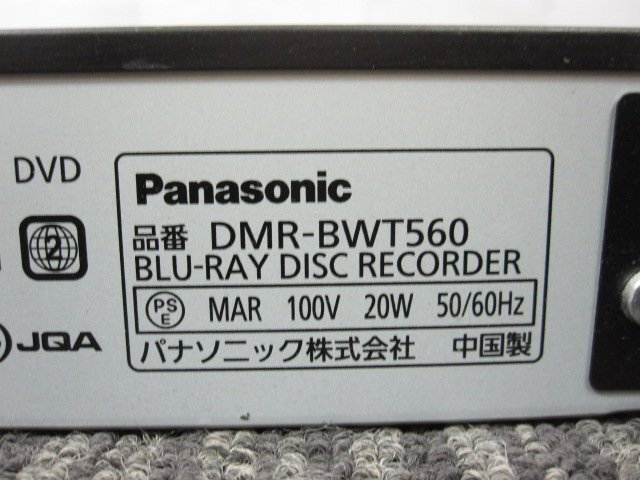 DVD
2
JQA
Panasonic
品番 DMR-BWT560
BLU-RAY DISC RECORDER
PS E MAR 100V 20W 50/60Hz
パナソニック株式会社 中国製